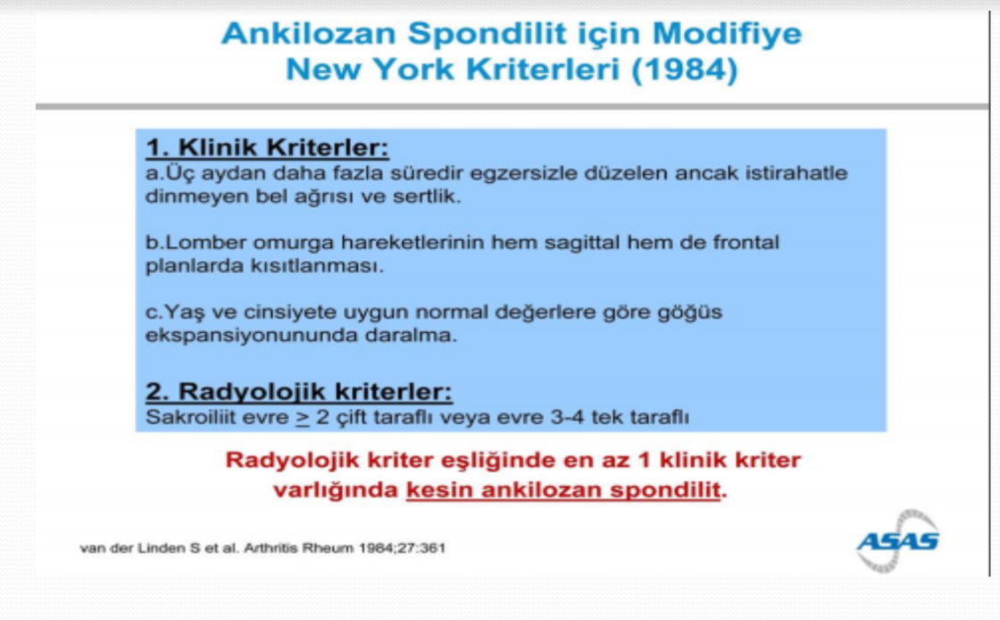 Ankilozan Spondilit için Modifiye
New York Kriterleri (1984)
1. Klinik Kriterler:
a.Üç aydan daha fazla süredir egzersizle düzelen ancak istirahatle
dinmeyen bel ağrısı ve sertlik.
b.Lomber omurga hareketlerinin hem sagittal hem de frontal
planlarda kısıtlanması.
c.Yaş ve cinsiyete uygun normal değerlere göre göğüs
ekspansiyonununda daralma.
2. Radyolojik kriterler:
Sakroiliit evre ≥ 2 çift taraflı veya evre 3-4 tek taraflı
Radyolojik kriter eşliğinde en az 1 klinik kriter
varlığında kesin ankilozan spondilit.
van der Linden S et al. Arthritis Rheum 1984;27:361
ASAS